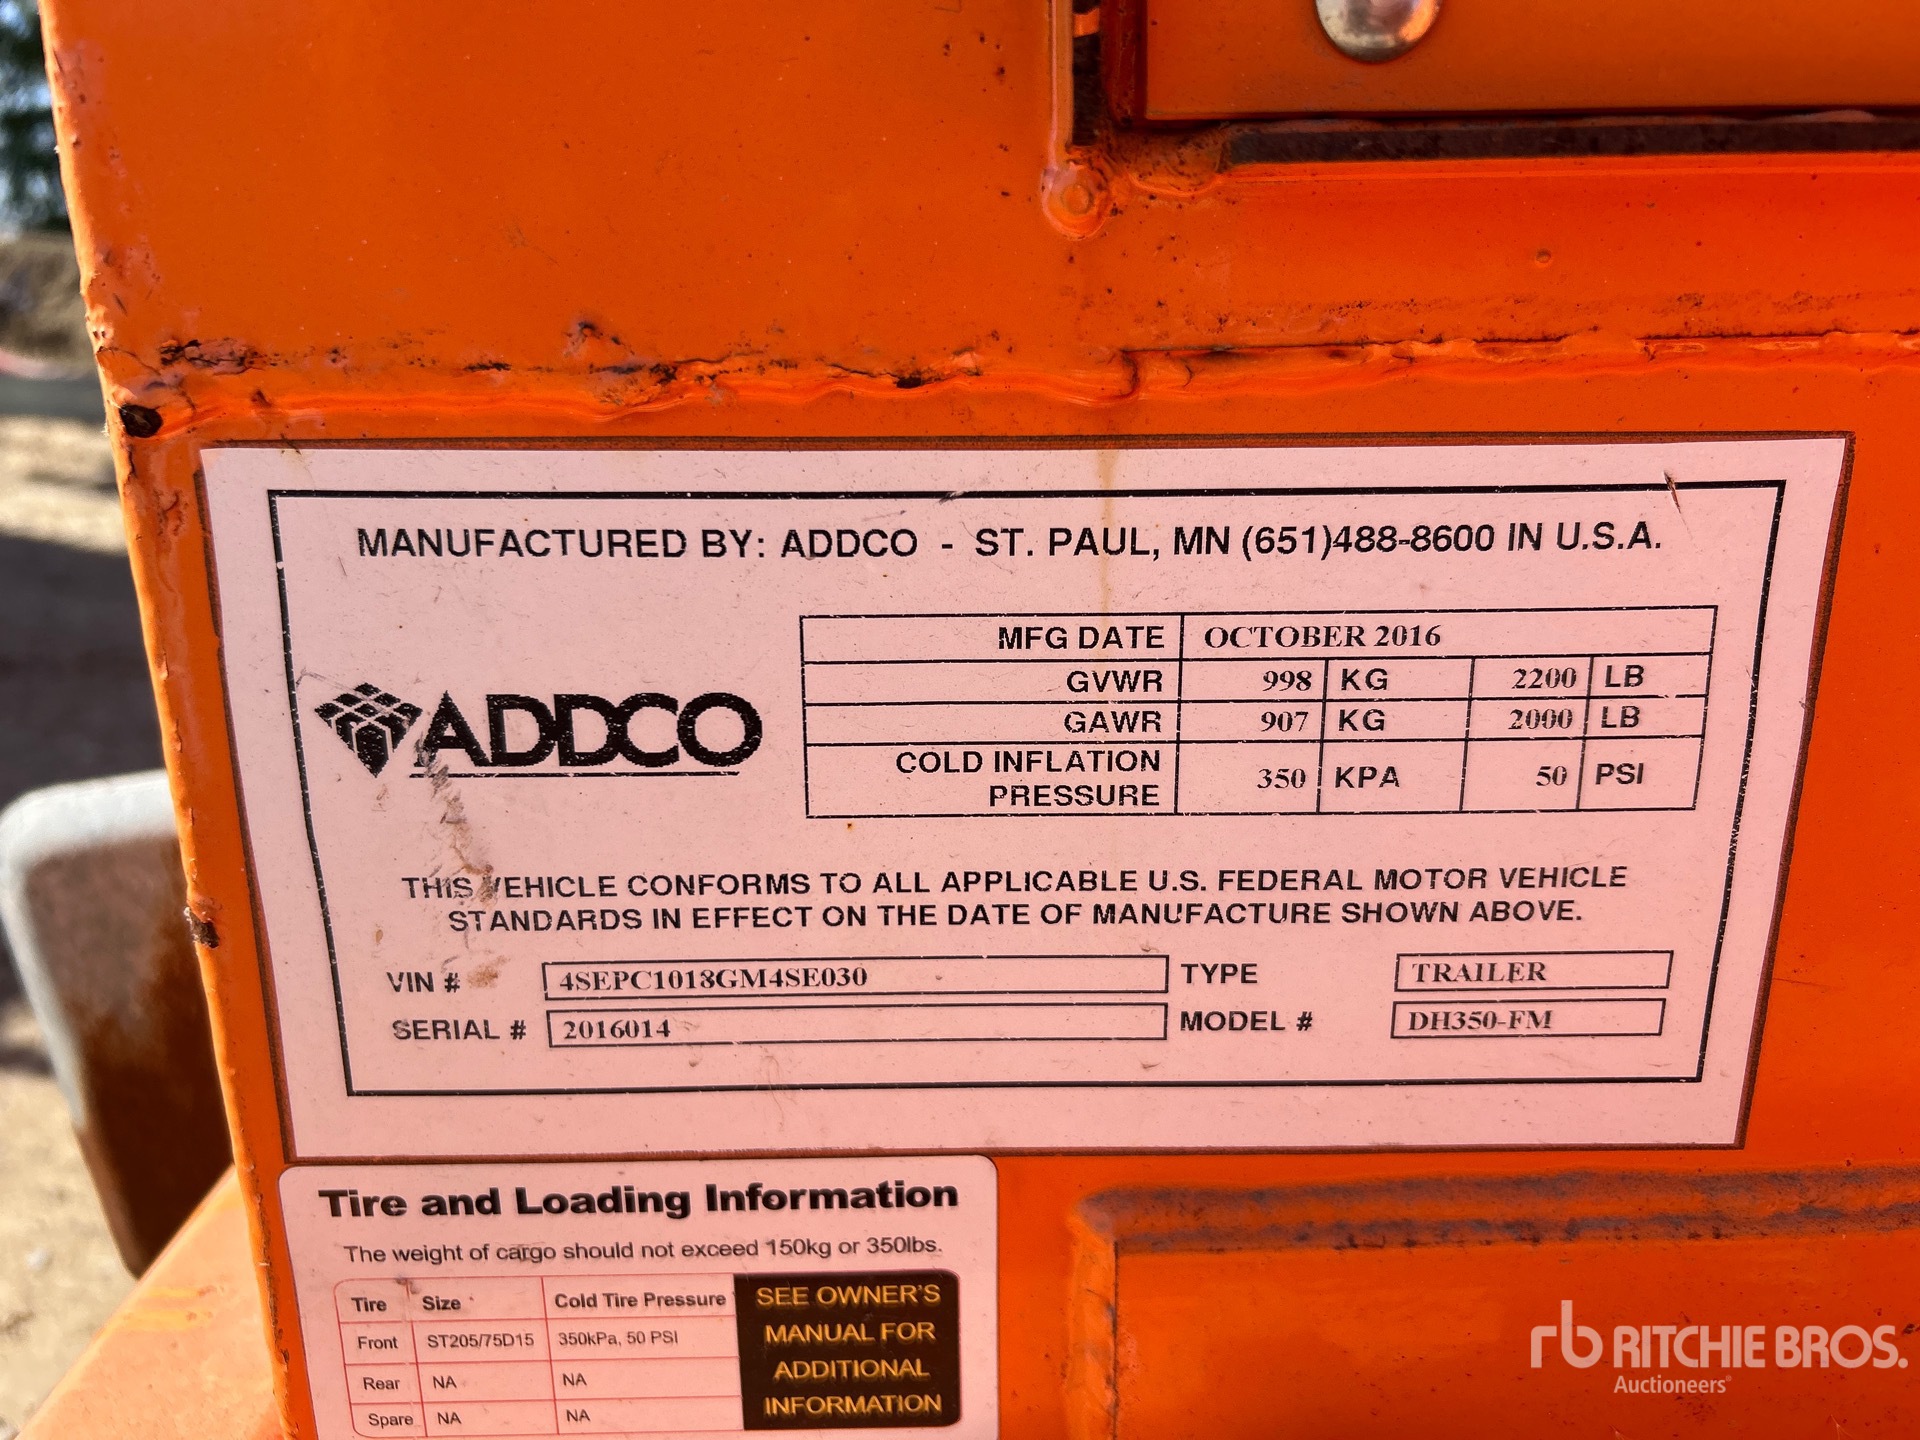 MANUFACTURED BY: ADDCO - ST. PAUL, MN (651)488-8600 IN U.S.A.
ADDCO
MFG DATE OCTOBER 2016
GVWR 998 KG 2200 LB
GAWR 907 KG 2000 LB
COLD INFLATION
PRESSURE 350 KPA 50 PSI
THIS VEHICLE CONFORMS TO ALL APPLICABLE U.S. FEDERAL MOTOR VEHICLE
STANDARDS IN EFFECT ON THE DATE OF MANUFACTURE SHOWN ABOVE.
VIN # 4SEPC1018GM4SE030 TYPE TRAILER
SERIAL # 2016014 MODEL # DH350-FM
Tire and Loading Information
The weight of cargo should not exceed 150kg or 350lbs.
Tire Size Cold Tire Pressure
Front ST205/75D15 350kPa, 50 PSI
Rear NA NA
Spare NA NA
SEE OWNER'S
MANUAL FOR
ADDITIONAL
INFORMATION
rb RITCHIE BROS.
Auctioneers